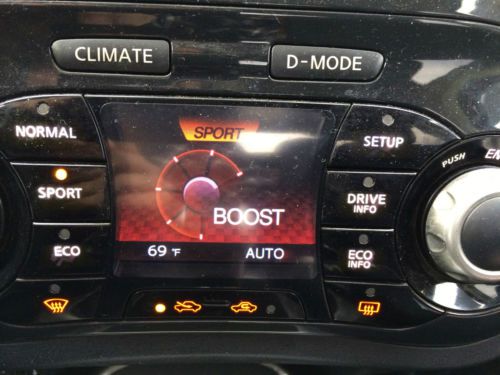 CLIMATE
D-MODE
NORMAL
SPORT
SETUP
PUSH
SPORT
DRIVE
INFO
BOOST
ECO
69 °F
AUTO
ECO
INFO